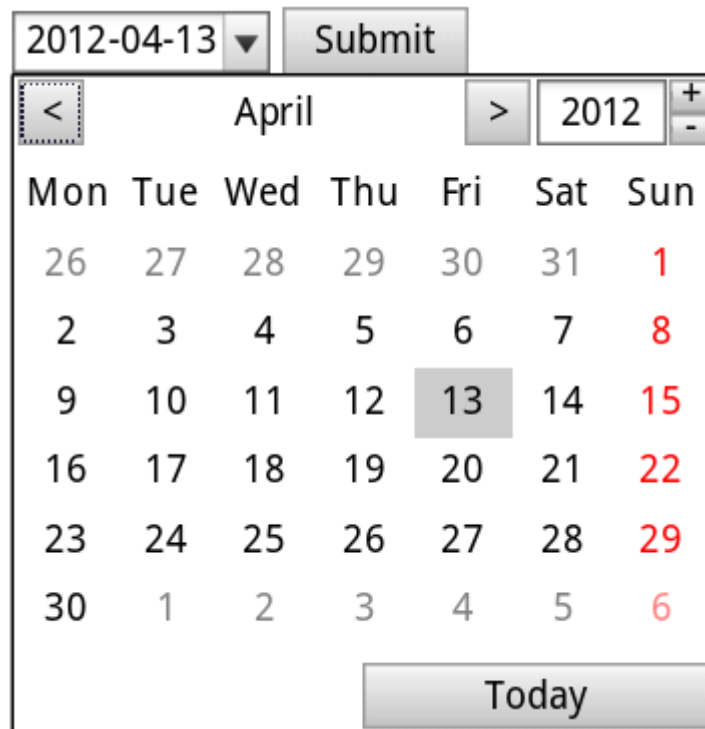 2012-04-13 Submit
< April > 2012 + -
Mon Tue Wed Thu Fri Sat Sun
26 27 28 29 30 31 1
2 3 4 5 6 7 8
9 10 11 12 13 14 15
16 17 18 19 20 21 22
23 24 25 26 27 28 29
30 1 2 3 4 5 6
Today